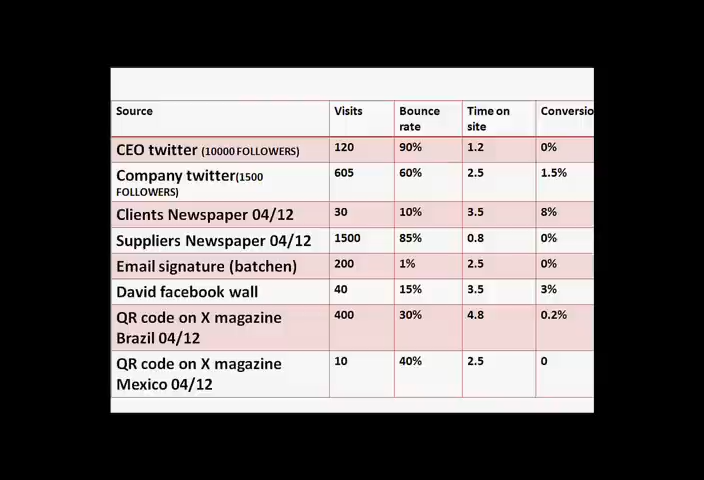 Source Visits Bounce rate Time on site Conversio
CEO twitter (10000 FOLLOWERS) 120 90% 1.2 0%
Company twitter(1500 FOLLOWERS) 605 60% 2.5 1.5%
Clients Newspaper 04/12 30 10% 3.5 8%
Suppliers Newspaper 04/12 1500 85% 0.8 0%
Email signature (batchen) 200 1% 2.5 0%
David facebook wall 40 15% 3.5 3%
QR code on X magazine Brazil 04/12 400 30% 4.8 0.2%
QR code on X magazine Mexico 04/12 10 40% 2.5 0